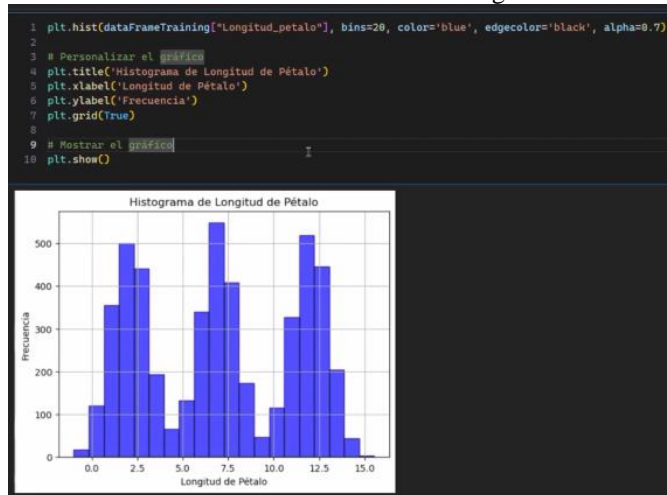 1 plt.hist(dataFrameTraining["Longitud_petalo"], bins=20, color='blue', edgecolor='black', alpha=0.7)
2
3 # Personalizar el gráfico
4 plt.title('Histograma de Longitud de Pétalo')
5 plt.xlabel('Longitud de Pétalo')
6 plt.ylabel('Frecuencia')
7 plt.grid(True)
8
9 # Mostrar el gráfico
10 plt.show()
Histograma de Longitud de Pétalo
Frecuencia
500
400
300
200
100
0
0.0 2.5 5.0 7.5 10.0 12.5 15.0
Longitud de Pétalo